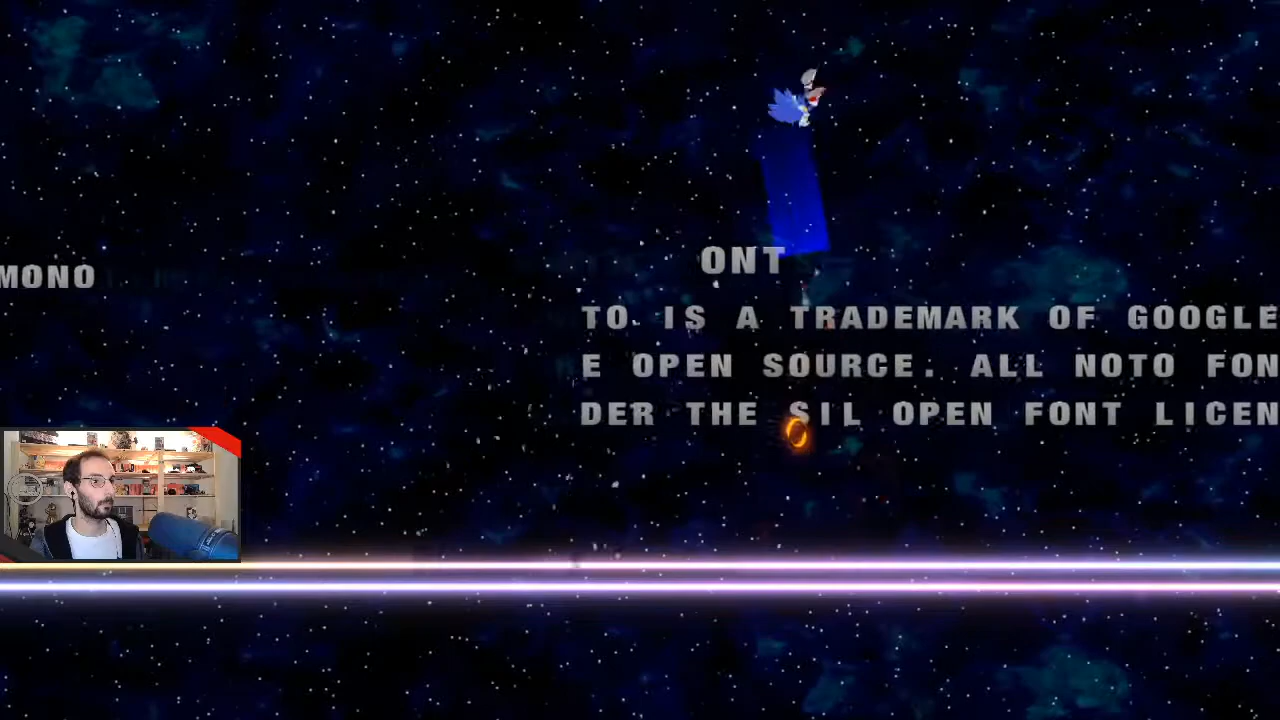 MONO
ONT
TO IS A TRADEMARK OF GOOGLE
E OPEN SOURCE. ALL NOTO FON
DER THE SIL OPEN FONT LICEN